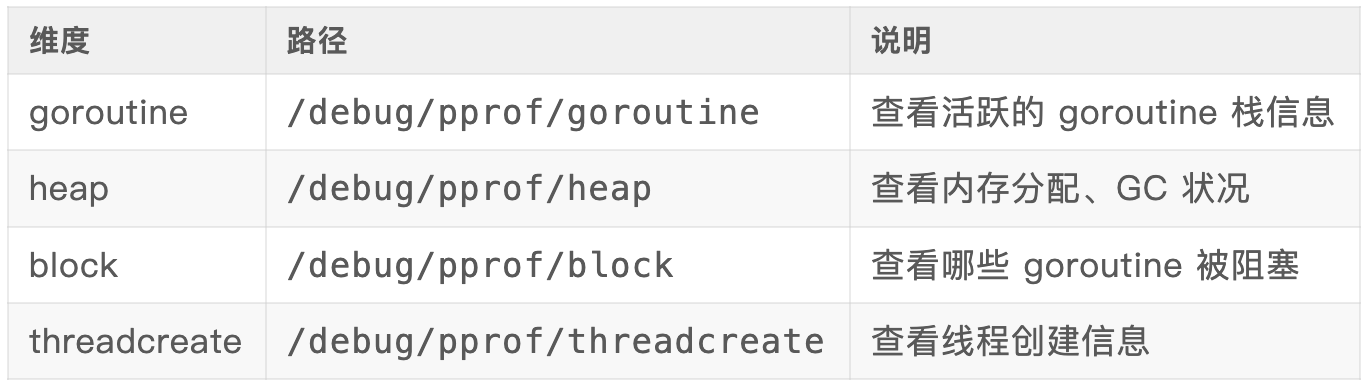 维度 路径 说明
goroutine /debug/pprof/goroutine 查看活跃的 goroutine 栈信息
heap /debug/pprof/heap 查看内存分配、GC 状况
block /debug/pprof/block 查看哪些 goroutine 被阻塞
threadcreate /debug/pprof/threadcreate 查看线程创建信息